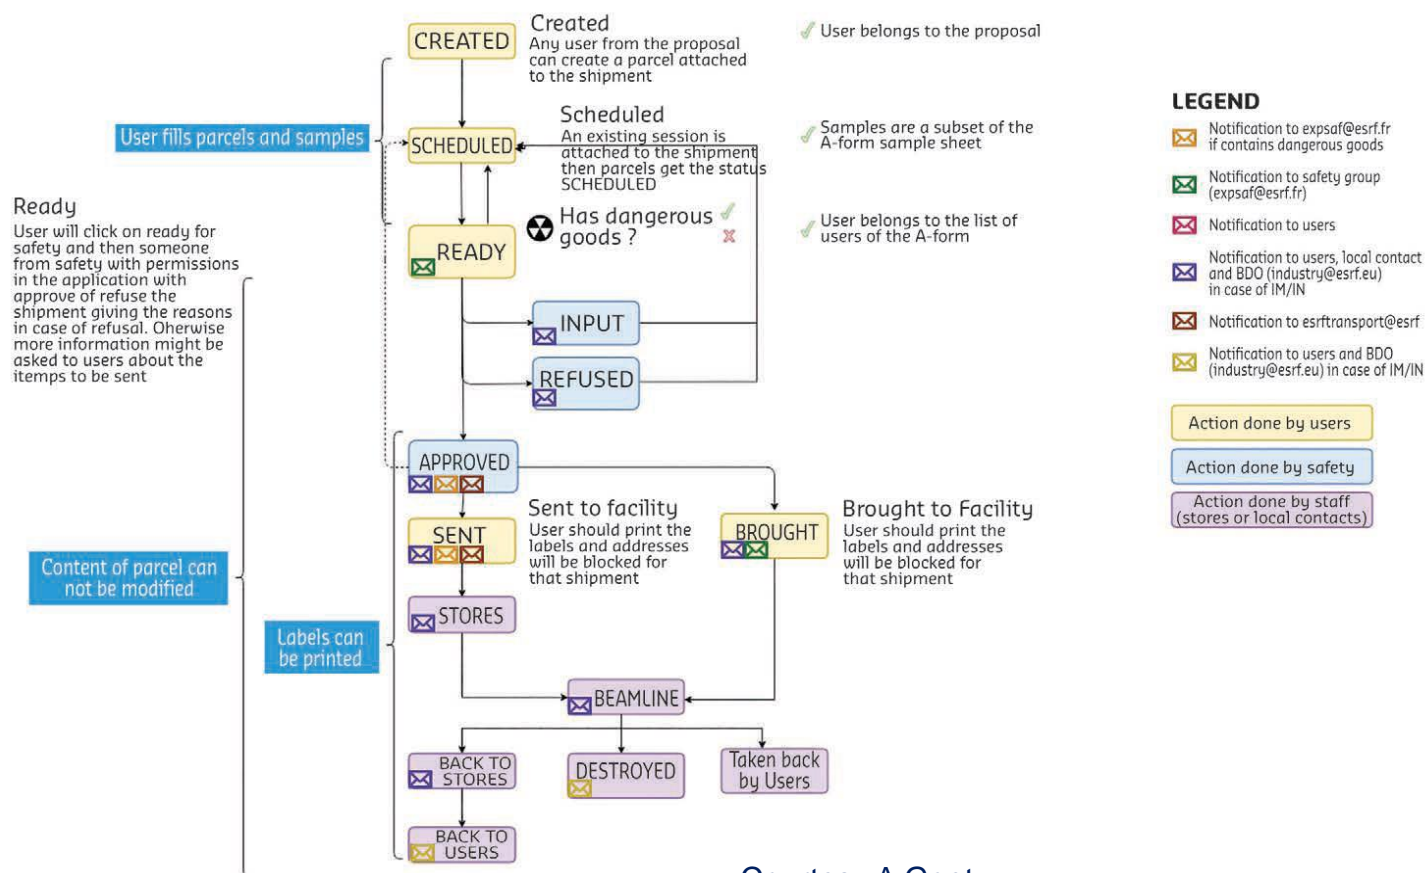 CREATED
Created
Any user from the proposal
can create a parcel attached
to the shipment
User belongs to the proposal
User fills parcels and samples
SCHEDULED
Scheduled
An existing session is
attached to the shipment
then parcels get the status
SCHEDULED
Samples are a subset of the
A-form sample sheet
Ready
User will click on ready for
safety and then someone
from safety with permissions
in the application with
approve of refuse the
shipment giving the reasons
in case of refusal. Oherwise
more information might be
asked to users about the
itemps to be sent
READY
Has dangerous
goods ?
User belongs to the list of
users of the A-form
INPUT
REFUSED
APPROVED
SENT
Sent to facility
User should print the
labels and addresses
will be blocked for
that shipment
BROUGHT
Brought to Facility
User should print the
labels and addresses
will be blocked for
that shipment
Content of parcel can
not be modified
STORES
Labels can
be printed
BEAMLINE
BACK TO
STORES
DESTROYED
Taken back
by Users
BACK TO
USERS
LEGEND
Notification to expsaf@esrf.fr
if contains dangerous goods
Notification to safety group
(expsaf@esrf.fr)
Notification to users
Notification to users, local contact
and BDO (industry@esrf.eu)
in case of IM/IN
Notification to esrftransport@esrf
Notification to users and BDO
(industry@esrf.eu) in case of IM/IN
Action done by users
Action done by safety
Action done by staff
(stores or local contacts)